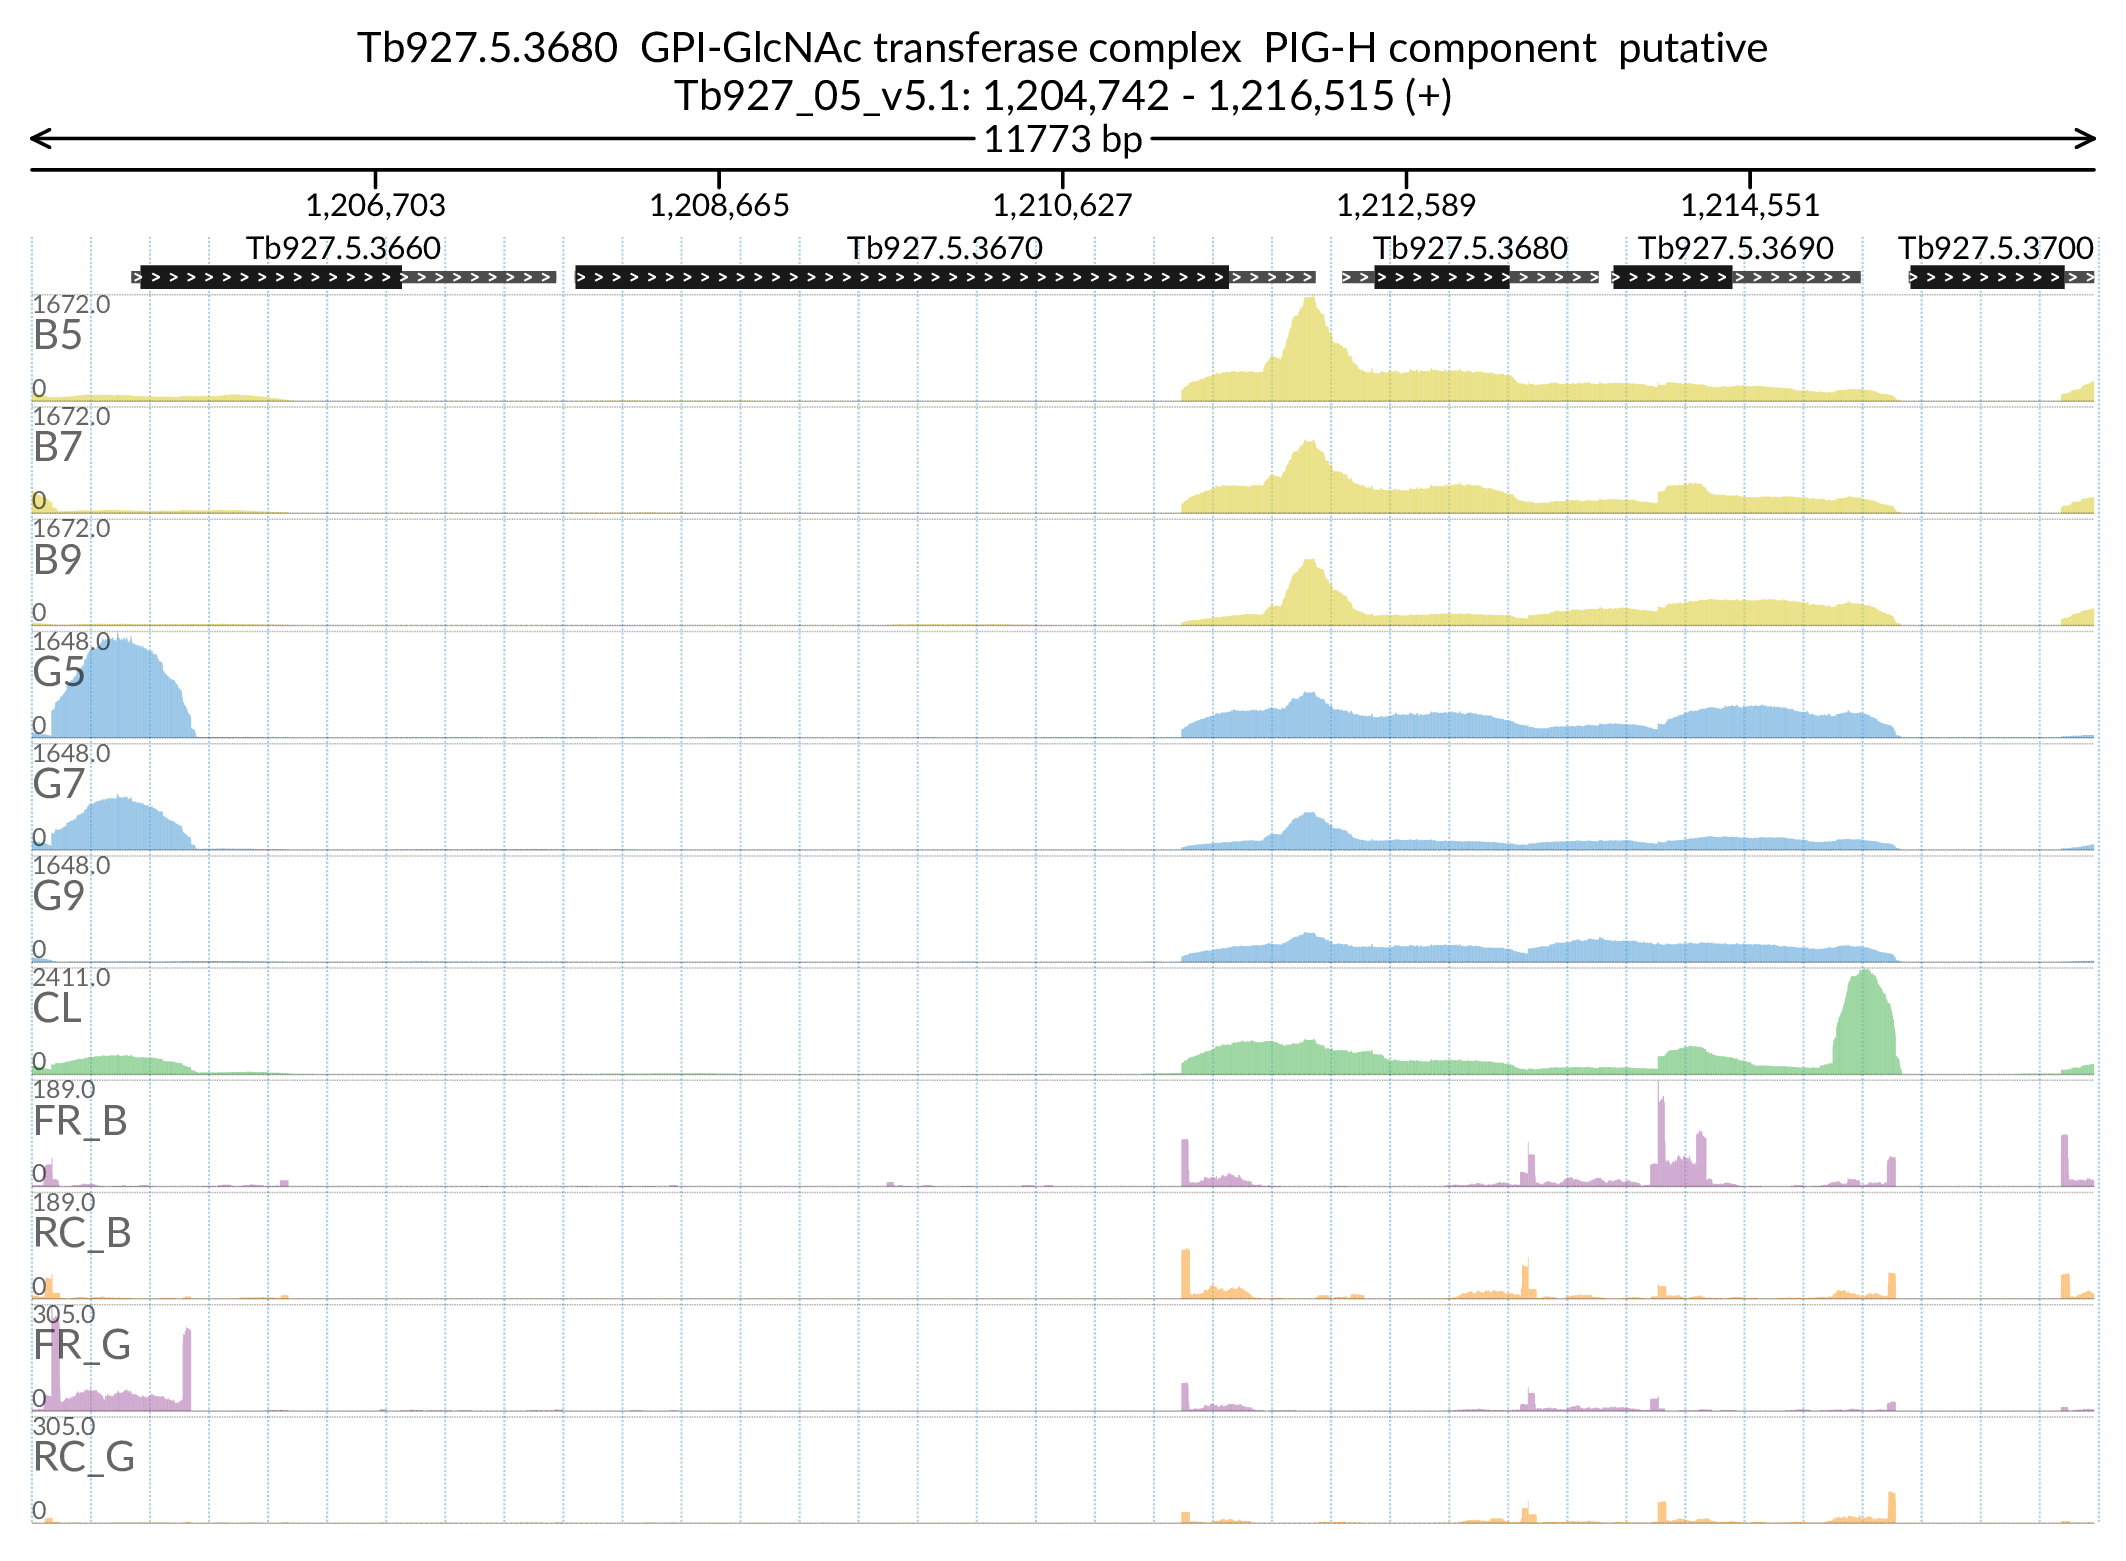 Tb927.5.3680 GPI-GlcNAc transferase complex PIG-H component putative
Tb927_05_v5.1: 1,204,742 - 1,216,515 (+)
11773 bp
1,206,703 1,208,665 1,210,627 1,212,589 1,214,551
Tb927.5.3660 Tb927.5.3670 Tb927.5.3680 Tb927.5.3690 Tb927.5.3700
1672.0
B5
0
1672.0
B7
0
1672.0
B9
0
1648.0
G5
0
1648.0
G7
0
1648.0
G9
0
2411.0
CL
0
189.0
FR_B
0
189.0
RC_B
0
305.0
FR_G
0
305.0
RC_G
0